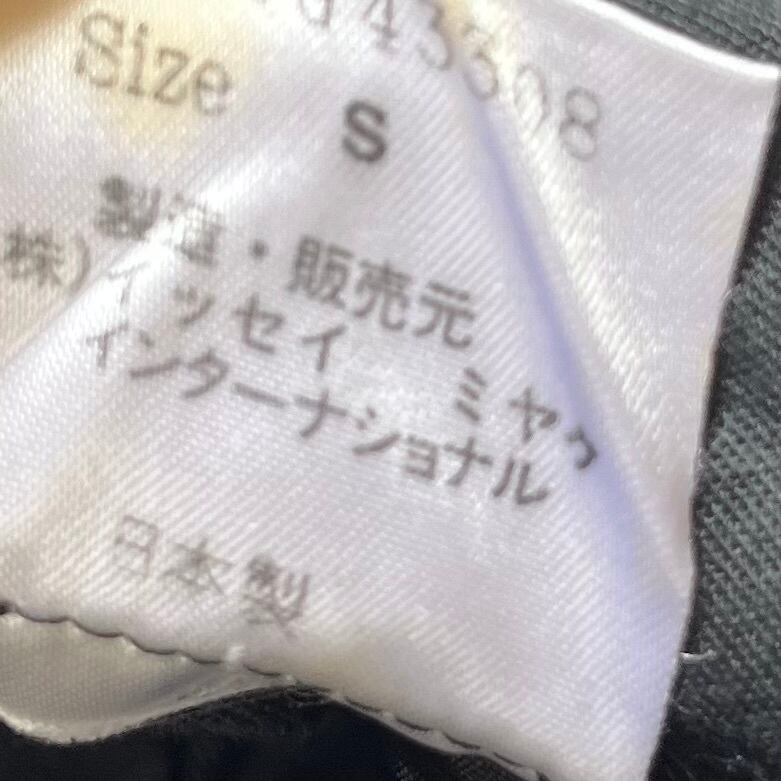 43308
Size S
製造・販売元
株)イッセイ ミヤケ
インターナショナル
日本製